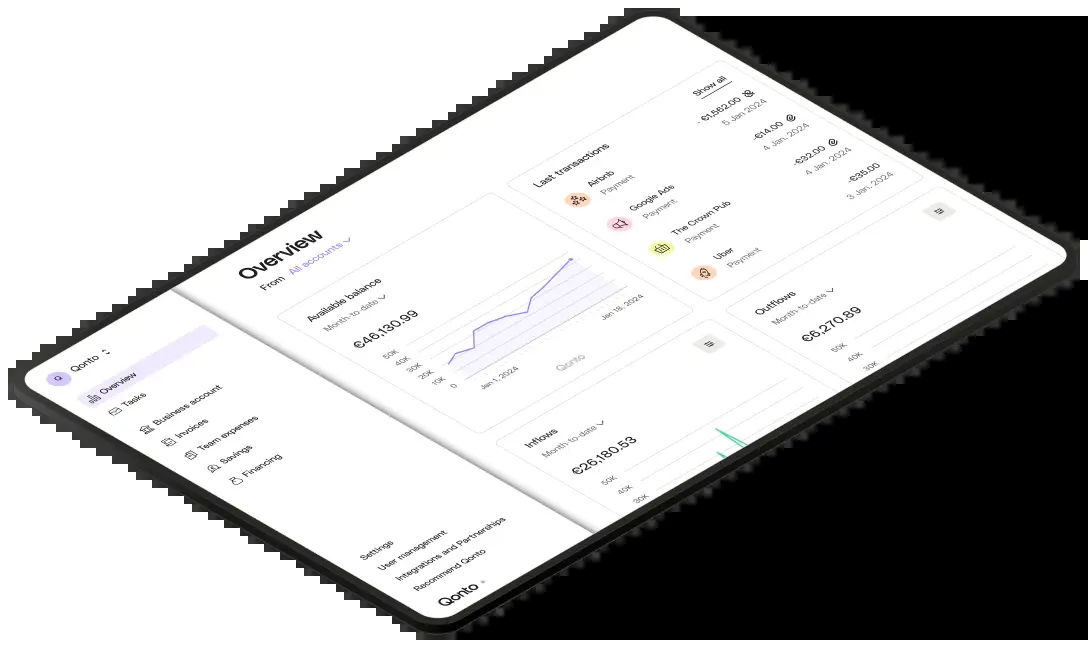 Q Qonto
Overview
Tasks
Business account
Invoices
Team expenses
Savings
Financing
Settings
User management
Integrations and Partnerships
Recommend Qonto
Qonto
Overview
From All accounts
Available balance
Month-to-date
€46,130.99
50K
40K
30K
20K
10K
0
Jan 1, 2024
Jan 18, 2024
Qonto
Last transactions
Show all
Airbnb
Payment
- €1,562.00
5 Jan. 2024
Google Ads
Payment
-€14.00
4 Jan. 2024
The Crown Pub
Payment
-€32.00
4 Jan. 2024
Uber
Payment
-€35.00
3 Jan. 2024
Inflows
Month-to-date
€26,180.53
50K
40K
30K
Outflows
Month-to-date
€6,270.89
50K
40K
30K